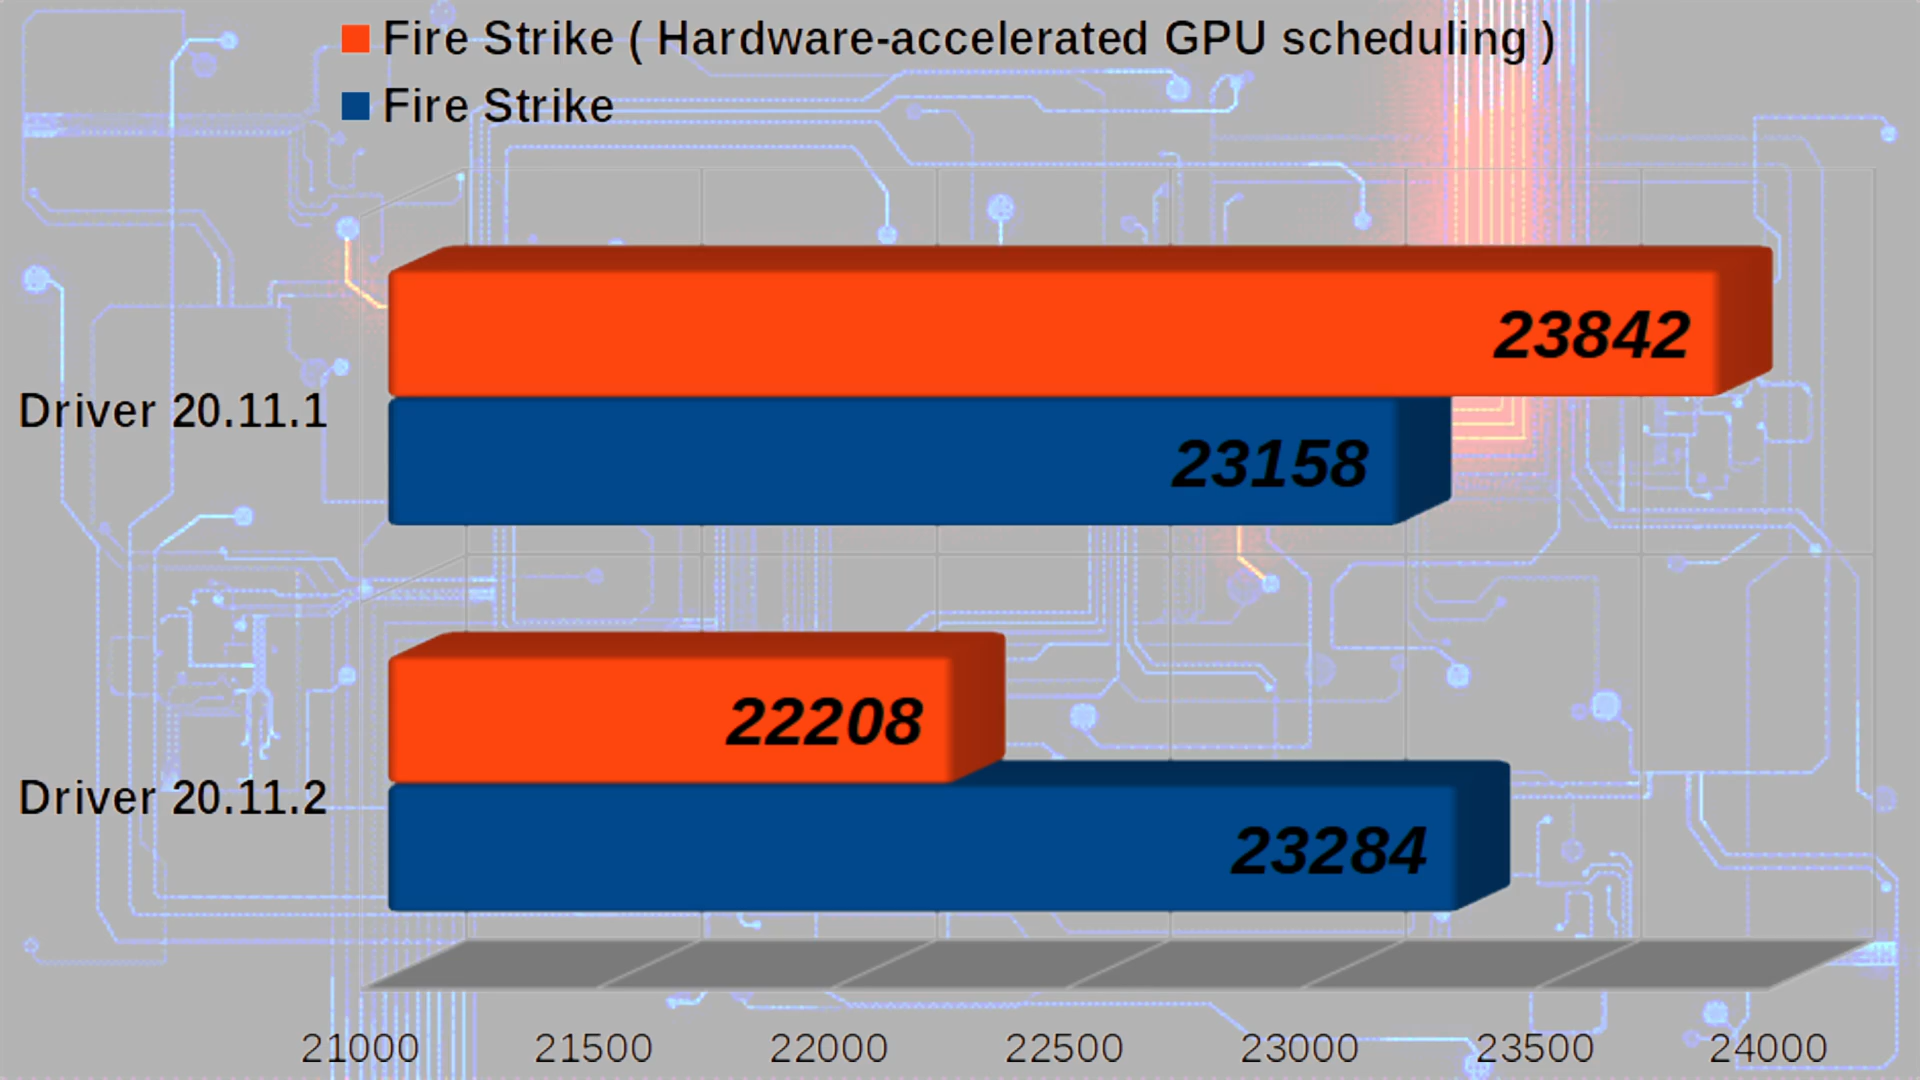 Fire Strike ( Hardware-accelerated GPU scheduling )
Fire Strike
23842
Driver 20.11.1
23158
22208
Driver 20.11.2
23284
21000 21500 22000 22500 23000 23500 24000